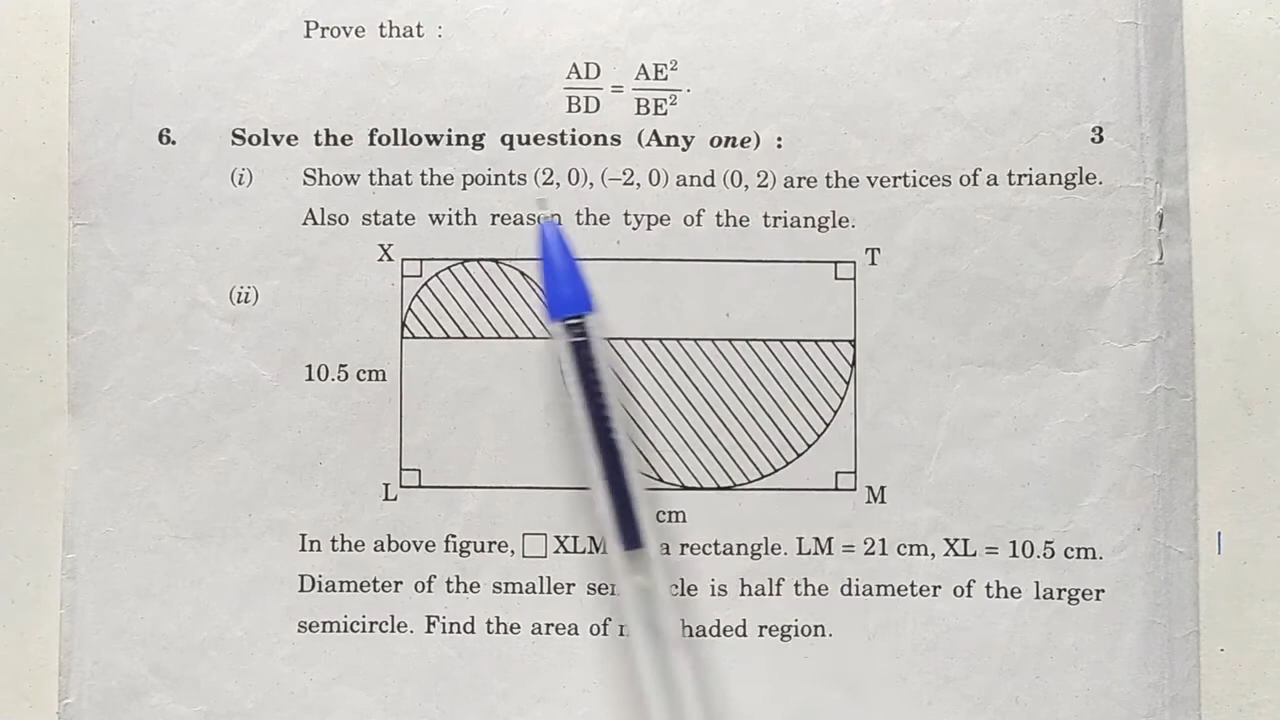 Prove that :
AD/BD = AE²/BE².
6. Solve the following questions (Any one) : 3
(i) Show that the points (2, 0), (–2, 0) and (0, 2) are the vertices of a triangle.
Also state with reason the type of the triangle.
X T
(ii)
10.5 cm
L M
cm
In the above figure, □ XLM a rectangle. LM = 21 cm, XL = 10.5 cm.
Diameter of the smaller is half the diameter of the larger
semicircle. Find the area of region.